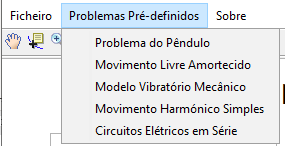 Ficheiro Problemas Pré-definidos Sobre
Problema do Pêndulo
Movimento Livre Amortecido
Modelo Vibratório Mecânico
Movimento Harmónico Simples
Circuitos Elétricos em Série